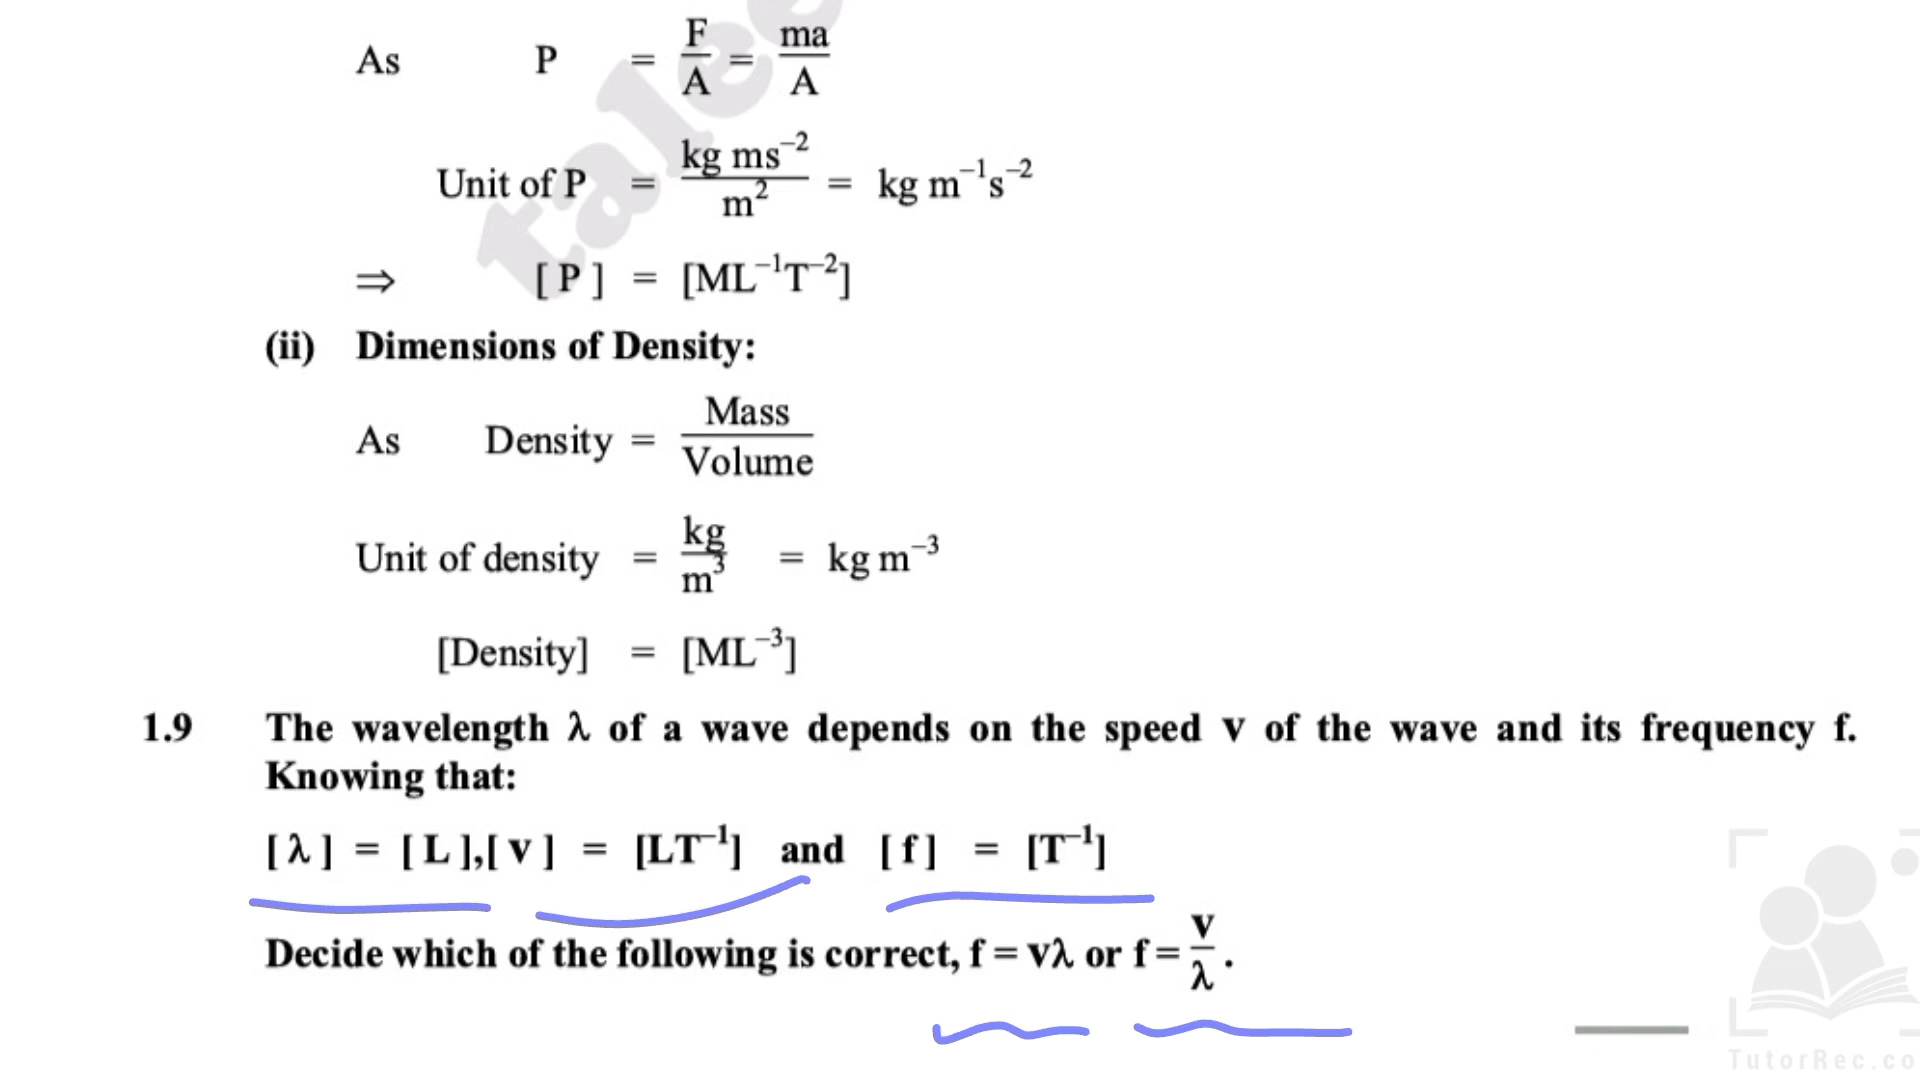 As P = F/A = ma/A
Unit of P = kg ms⁻²/m² = kg m⁻¹s⁻²
⇒ [ P ] = [ML⁻¹T⁻²]
(ii) Dimensions of Density:
As Density = Mass/Volume
Unit of density = kg/m³ = kg m⁻³
[Density] = [ML⁻³]
1.9 The wavelength λ of a wave depends on the speed v of the wave and its frequency f.
Knowing that:
[ λ ] = [ L ],[ v ] = [LT⁻¹] and [ f ] = [T⁻¹]
Decide which of the following is correct, f = vλ or f = v/λ .
TutorRec.co